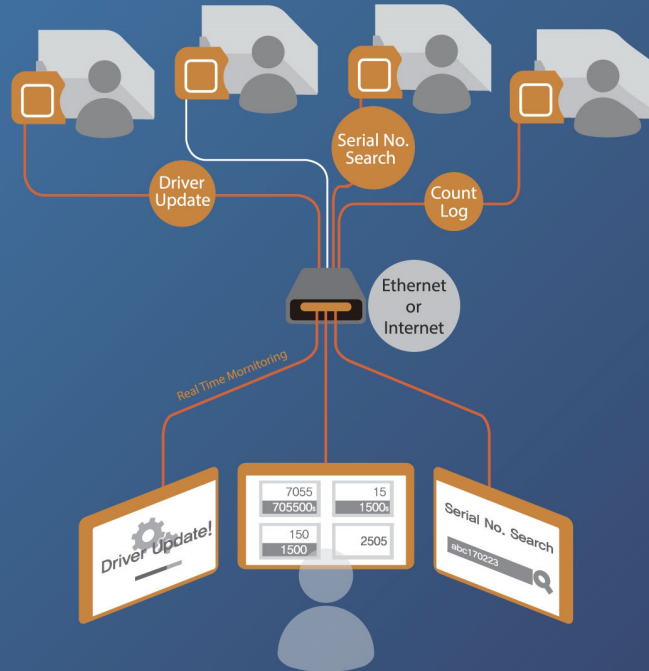 Serial No.
Search
Driver
Update
Count
Log
Ethernet
or
Internet
Real Time Mornitoring
Driver Update!
7055
705500s
15
1500s
150
1500
2505
Serial No. Search
abc170223